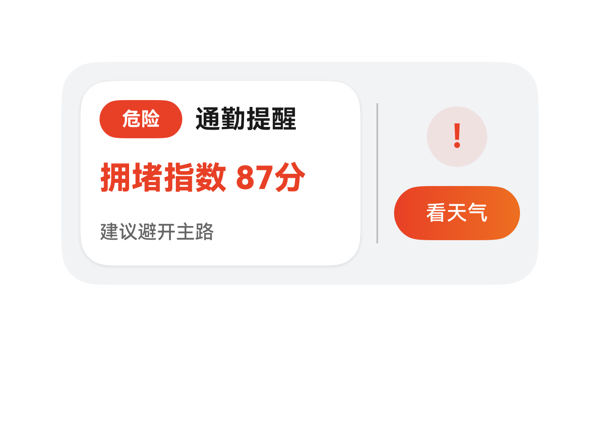 危险 通勤提醒
拥堵指数 87分
建议避开主路
!
看天气